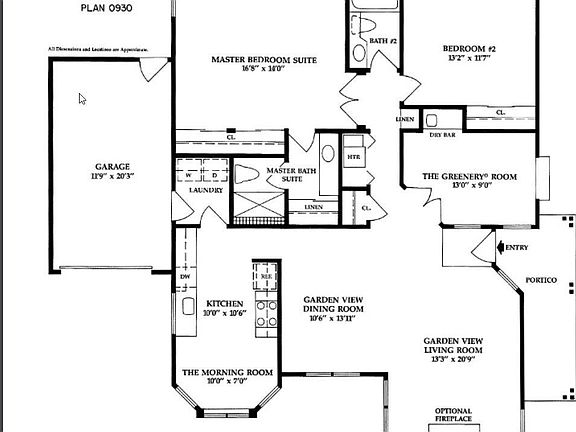 PLAN 0930
All Dimensions and Locations are Approximate.
MASTER BEDROOM SUITE
16'8" x 14'0"
BATH #2
BEDROOM #2
13'2" x 11'7"
CL.
LINEN
DRY BAR
CL.
GARAGE
11'9" x 20'3"
W
D
LAUNDRY
MASTER BATH
SUITE
HTR
THE GREENERY® ROOM
13'0" x 9'0"
LINEN
CL.
ENTRY
PORTICO
DW
REF.
KITCHEN
10'0" x 10'6"
GARDEN VIEW
DINING ROOM
10'6" x 13'11"
GARDEN VIEW
LIVING ROOM
13'3" x 20'9"
THE MORNING ROOM
10'0" x 7'0"
OPTIONAL
FIREPLACE